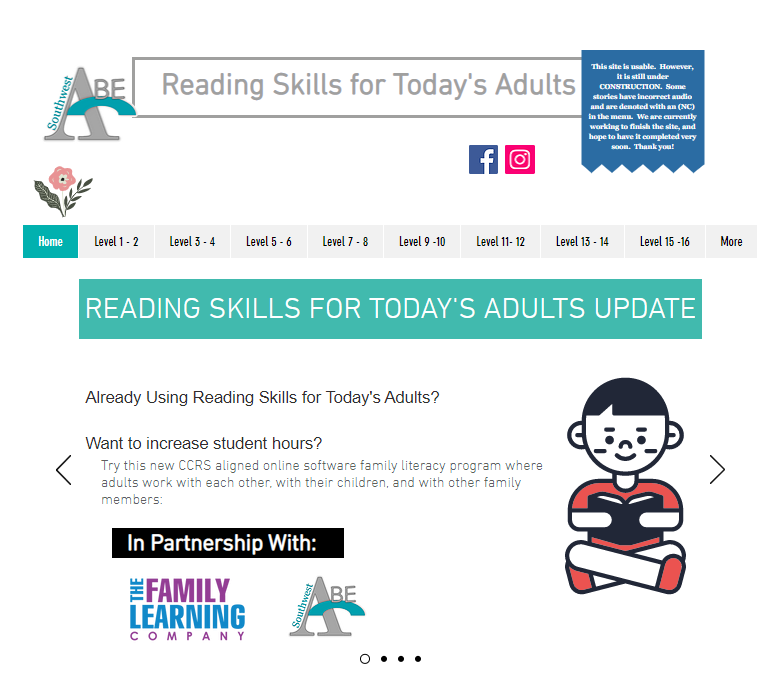 Southwest ABE
Reading Skills for Today's Adults
This site is usable. However,
it is still under
CONSTRUCTION. Some
stories have incorrect audio
and are denoted with an (NC)
in the menu. We are currently
working to finish the site, and
hope to have it completed very
soon. Thank you!
Home Level 1 - 2 Level 3 - 4 Level 5 - 6 Level 7 - 8 Level 9 -10 Level 11- 12 Level 13 - 14 Level 15 -16 More
READING SKILLS FOR TODAY'S ADULTS UPDATE
Already Using Reading Skills for Today's Adults?
Want to increase student hours?
Try this new CCRS aligned online software family literacy program where
adults work with each other, with their children, and with other family
members:
In Partnership With:
THE FAMILY
LEARNING
COMPANY
Southwest ABE